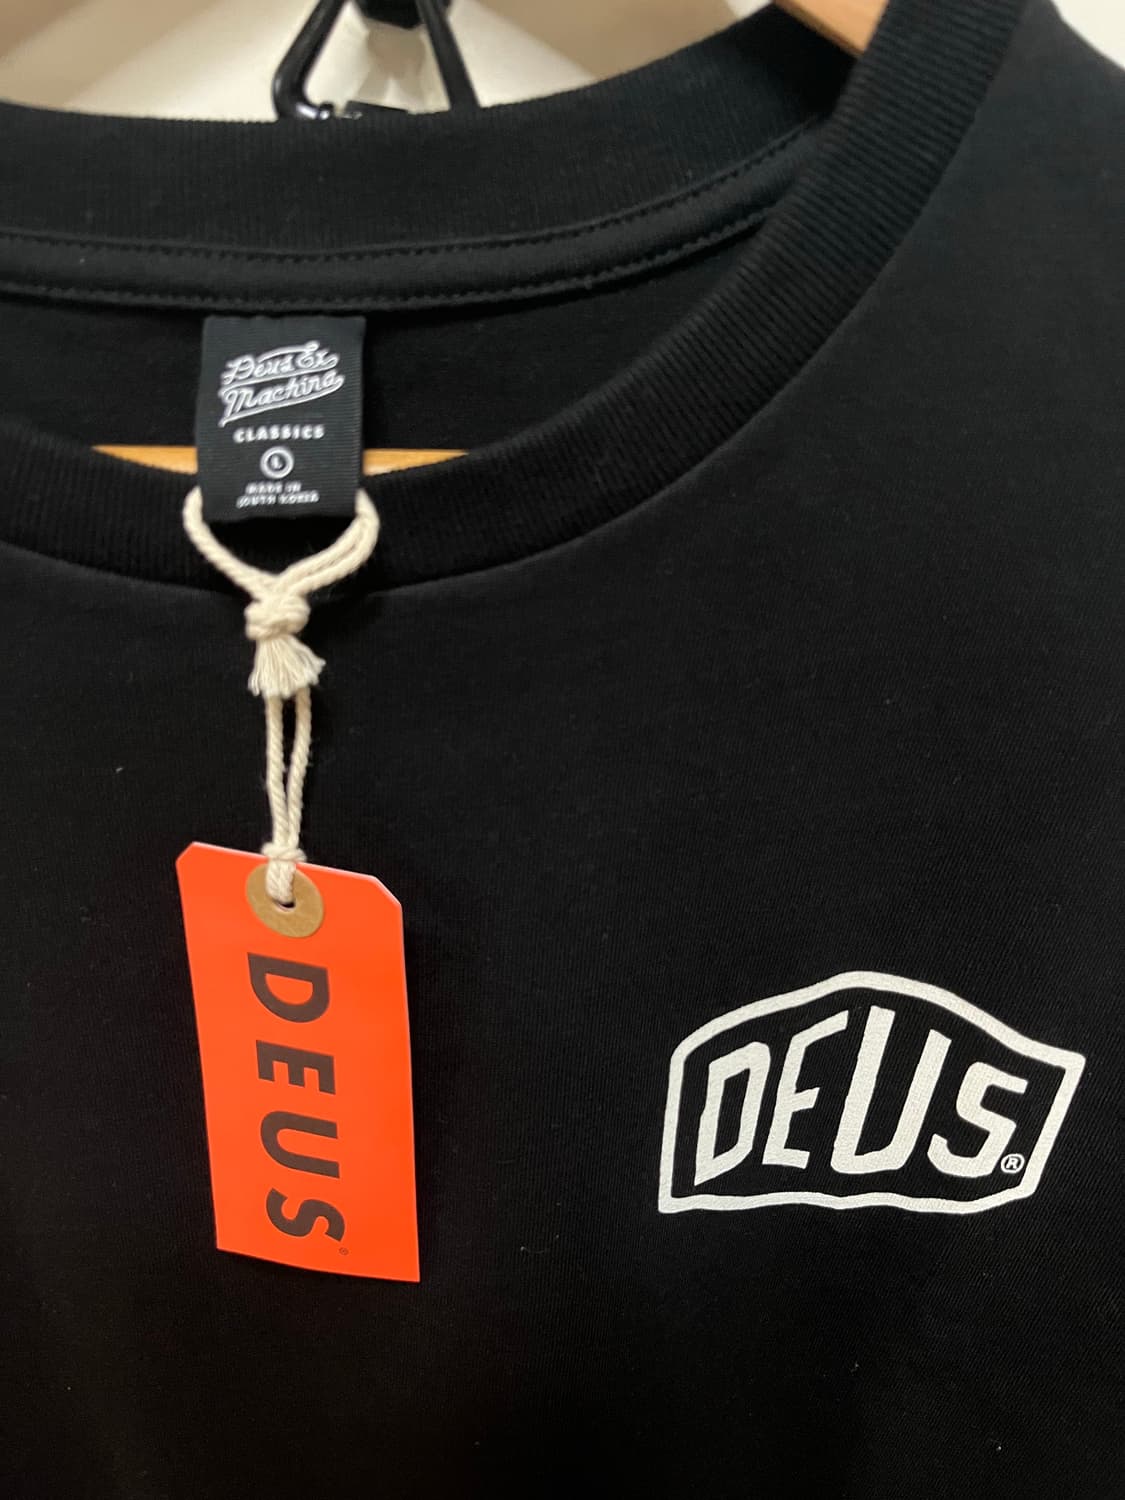 Deus Ex
Machina
CLASSICS
L
MADE IN
SOUTH KOREA
DEUS®
DEUS®